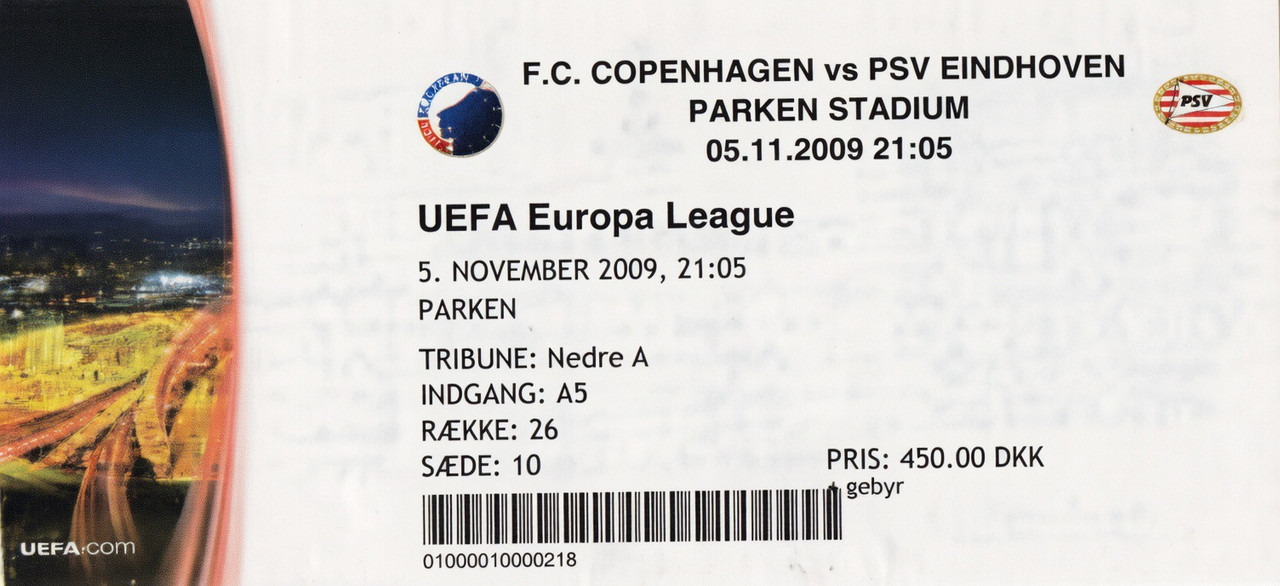 F.C. COPENHAGEN vs PSV EINDHOVEN
PARKEN STADIUM
05.11.2009 21:05
PSV
UEFA Europa League
5. NOVEMBER 2009, 21:05
PARKEN
TRIBUNE: Nedre A
INDGANG: A5
RÆKKE: 26
SÆDE: 10
PRIS: 450.00 DKK
+ gebyr
01000010000218
UEFA.com